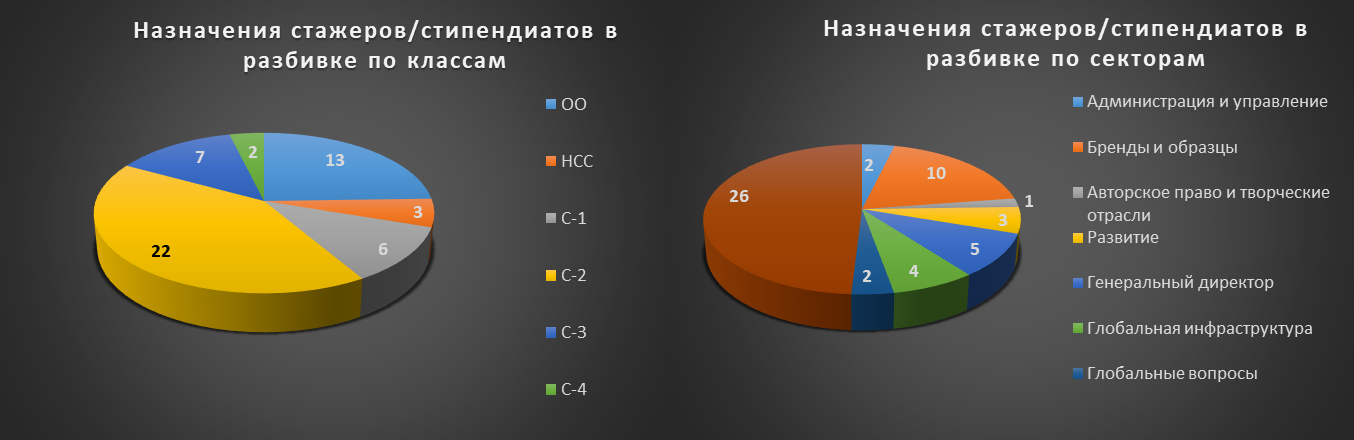 Назначения стажеров/стипендиатов в
разбивке по классам
13
3
6
22
7
2
ОО
НСС
С-1
С-2
С-3
С-4
Назначения стажеров/стипендиатов в
разбивке по секторам
2
10
1
3
5
4
2
26
Администрация и управление
Бренды и образцы
Авторское право и творческие
отрасли
Развитие
Генеральный директор
Глобальная инфраструктура
Глобальные вопросы